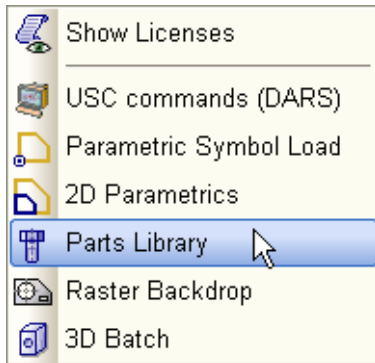 Show Licenses
USC commands (DARS)
Parametric Symbol Load
2D Parametrics
Parts Library
Raster Backdrop
3D Batch